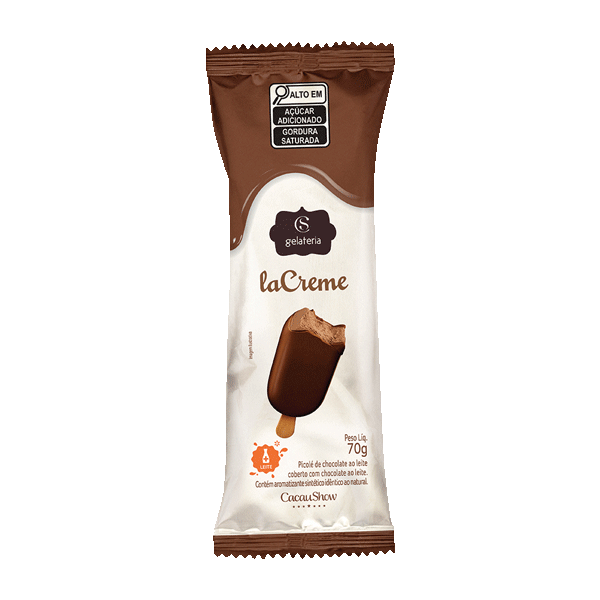 ALTO EM
AÇÚCAR
ADICIONADO
GORDURA
SATURADA
CS
gelateria
laCreme
Imagem ilustrativa
Peso Líq.
70g
LEITE
Picolé de chocolate ao leite
coberto com chocolate ao leite.
Contém aromatizante sintético idêntico ao natural.
CacauShow